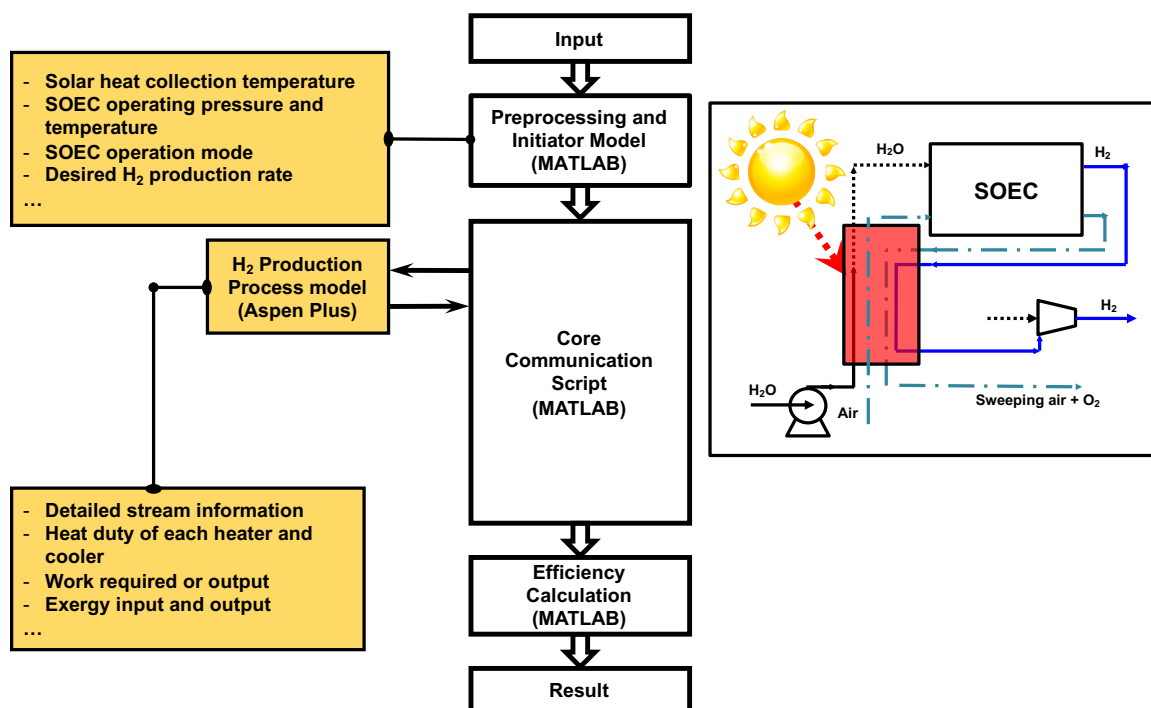 Input
- Solar heat collection temperature
- SOEC operating pressure and
temperature
- SOEC operation mode
- Desired H₂ production rate
...
Preprocessing and
Initiator Model
(MATLAB)
H₂ Production
Process model
(Aspen Plus)
Core
Communication
Script
(MATLAB)
- Detailed stream information
- Heat duty of each heater and
cooler
- Work required or output
- Exergy input and output
...
Efficiency
Calculation
(MATLAB)
Result
H₂O
H₂
SOEC
H₂
H₂O
Air
Sweeping air + O₂